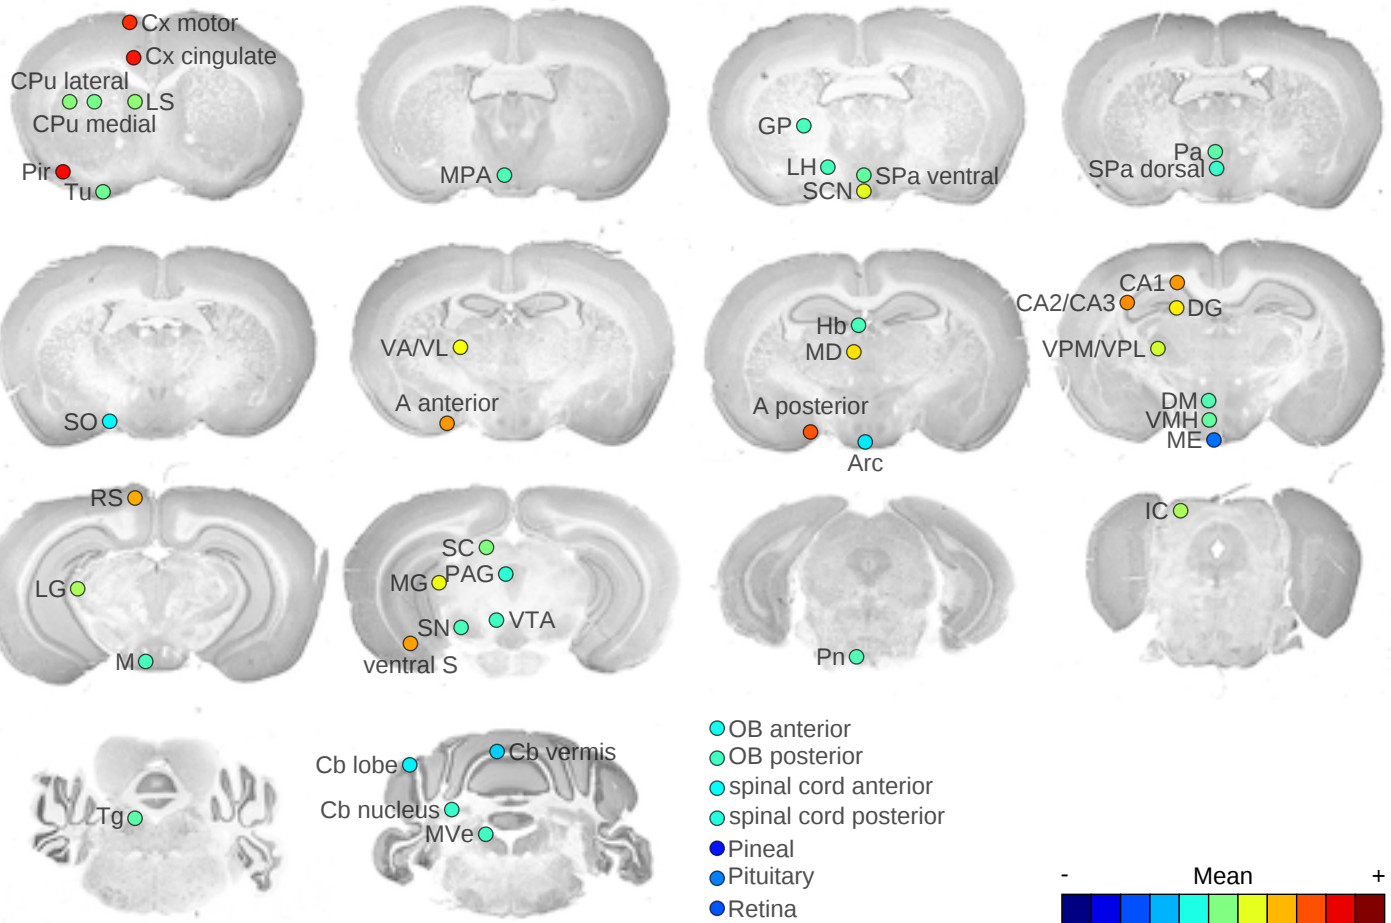 Cx motor
Cx cingulate
CPu lateral
LS
CPu medial
Pir
Tu
MPA
GP
LH
SPa ventral
SCN
Pa
SPa dorsal
SO
VA/VL
A anterior
Hb
MD
A posterior
Arc
CA1
CA2/CA3
DG
VPM/VPL
DM
VMH
ME
RS
LG
M
SC
MG
PAG
SN
VTA
ventral S
Pn
IC
Tg
Cb lobe
Cb vermis
Cb nucleus
MVe
OB anterior
OB posterior
spinal cord anterior
spinal cord posterior
Pineal
Pituitary
Retina
- Mean +